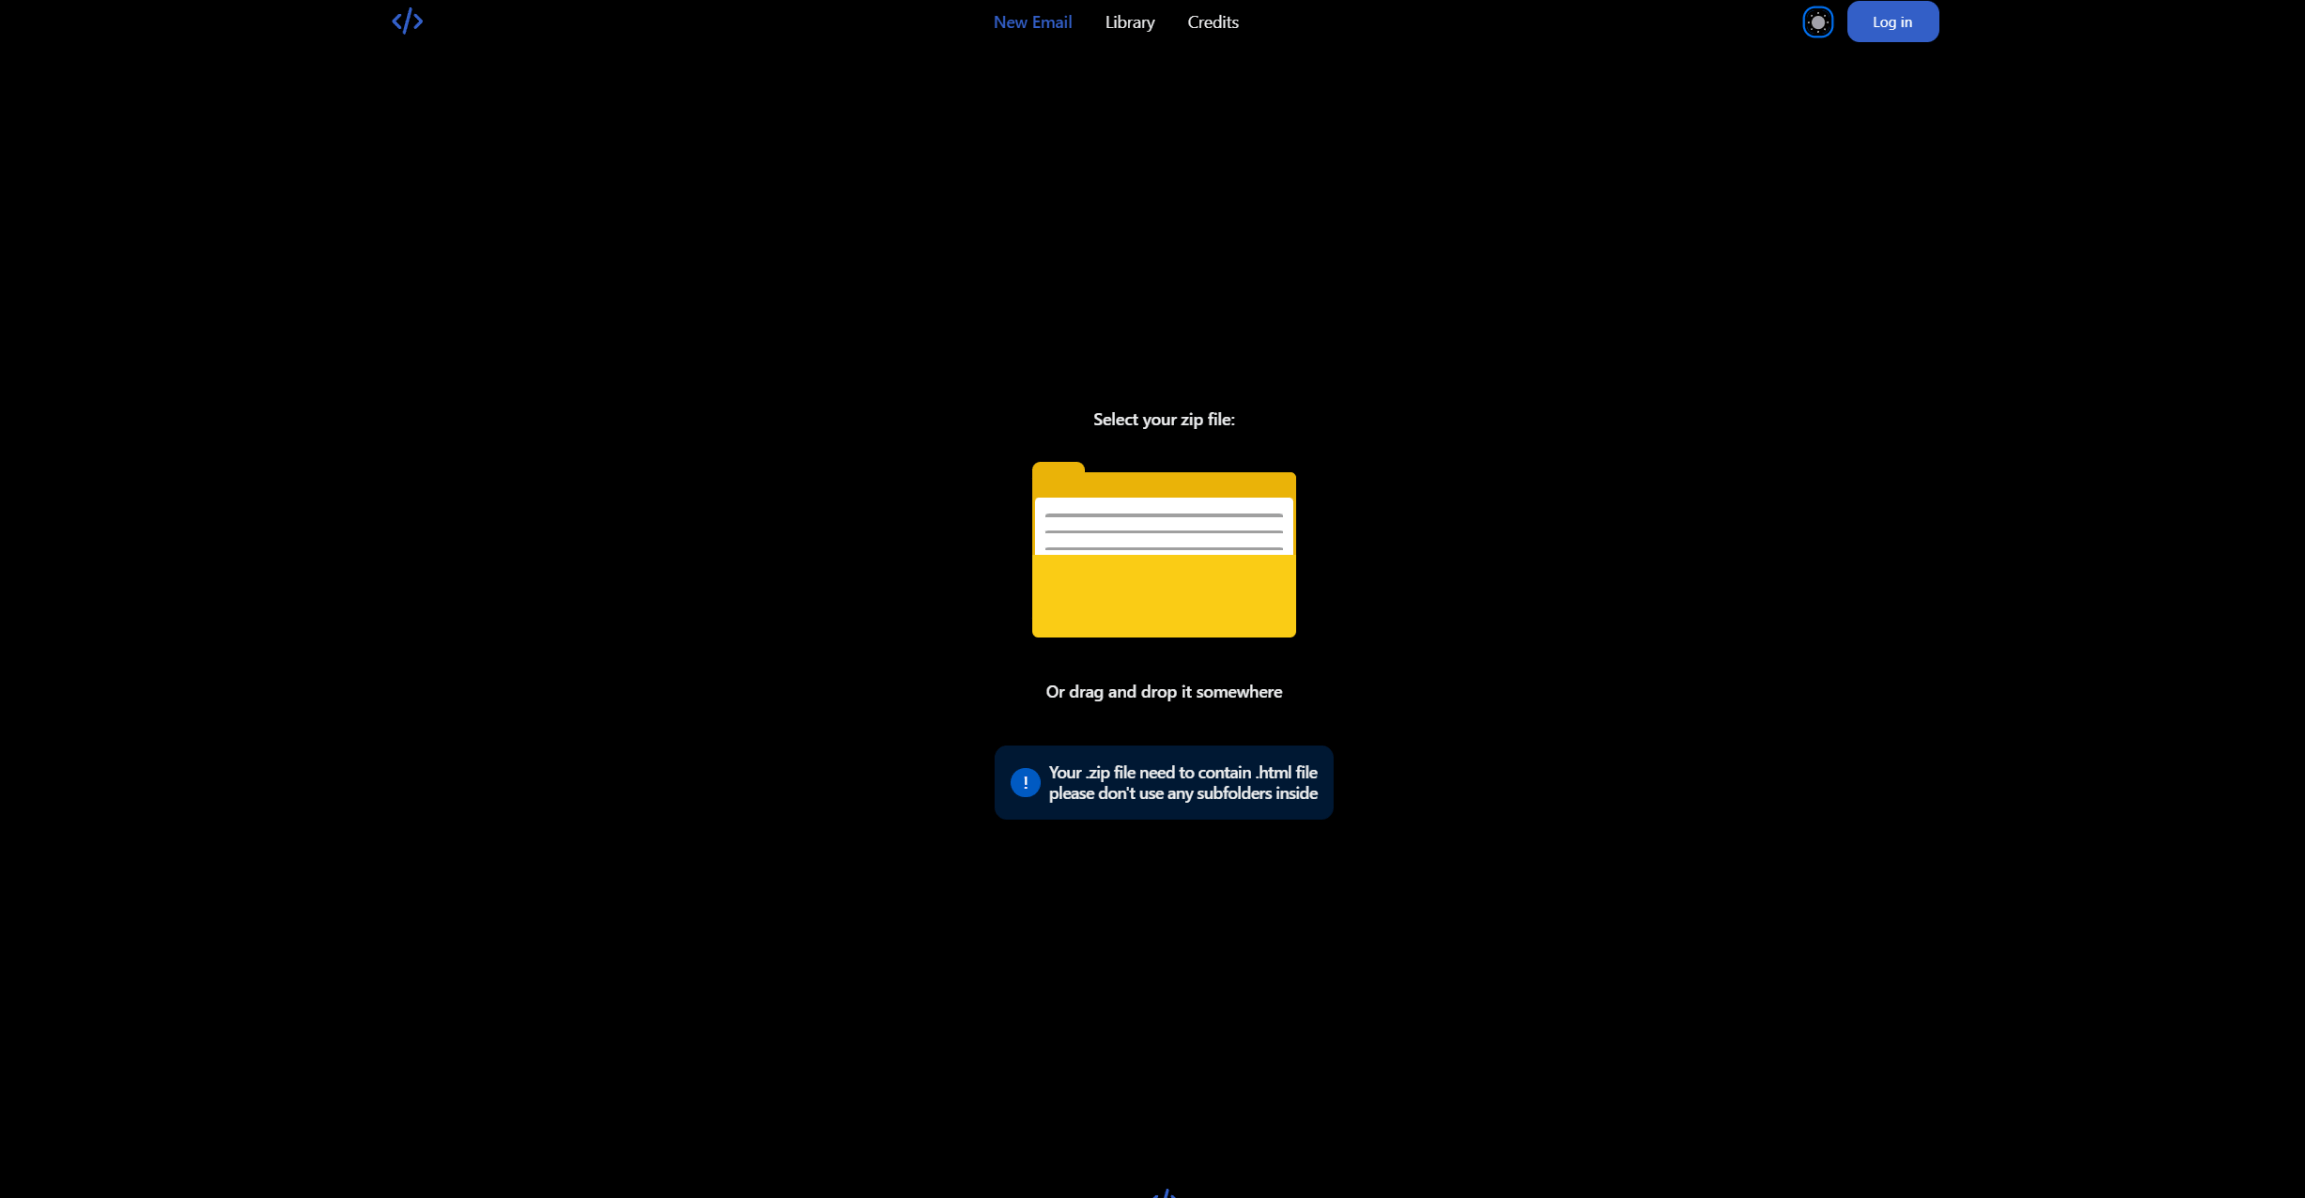 New Email
Library
Credits
Log in
Select your zip file:
Or drag and drop it somewhere
!
Your .zip file need to contain .html file
please don't use any subfolders inside